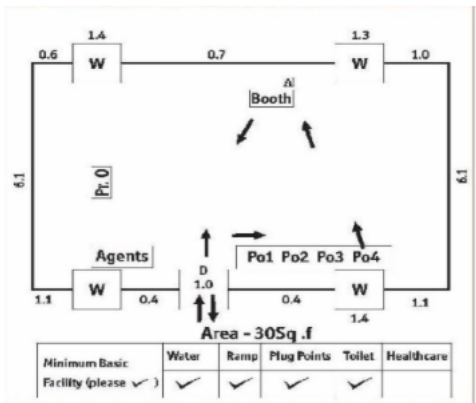 1.4 1.3
0.6 W 0.7 W 1.0
Booth
6.1 Pr. O 6.1
Agents D Po1 Po2 Po3 Po4
W 1.0 W
1.1 0.4 0.4 1.1
1.4
Area - 30Sq .f
Minimum Basic Facility (please ✓ ) Water Ramp Plug Points Toilet Healthcare
✓ ✓ ✓ ✓